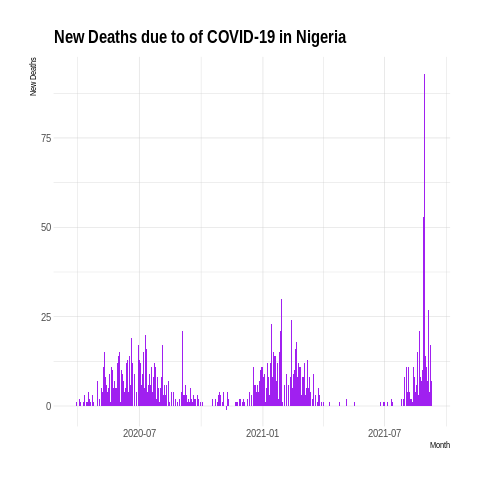 New Deaths due to of COVID-19 in Nigeria
New Deaths
75
50
25
0
2020-07
2021-01
2021-07
Month